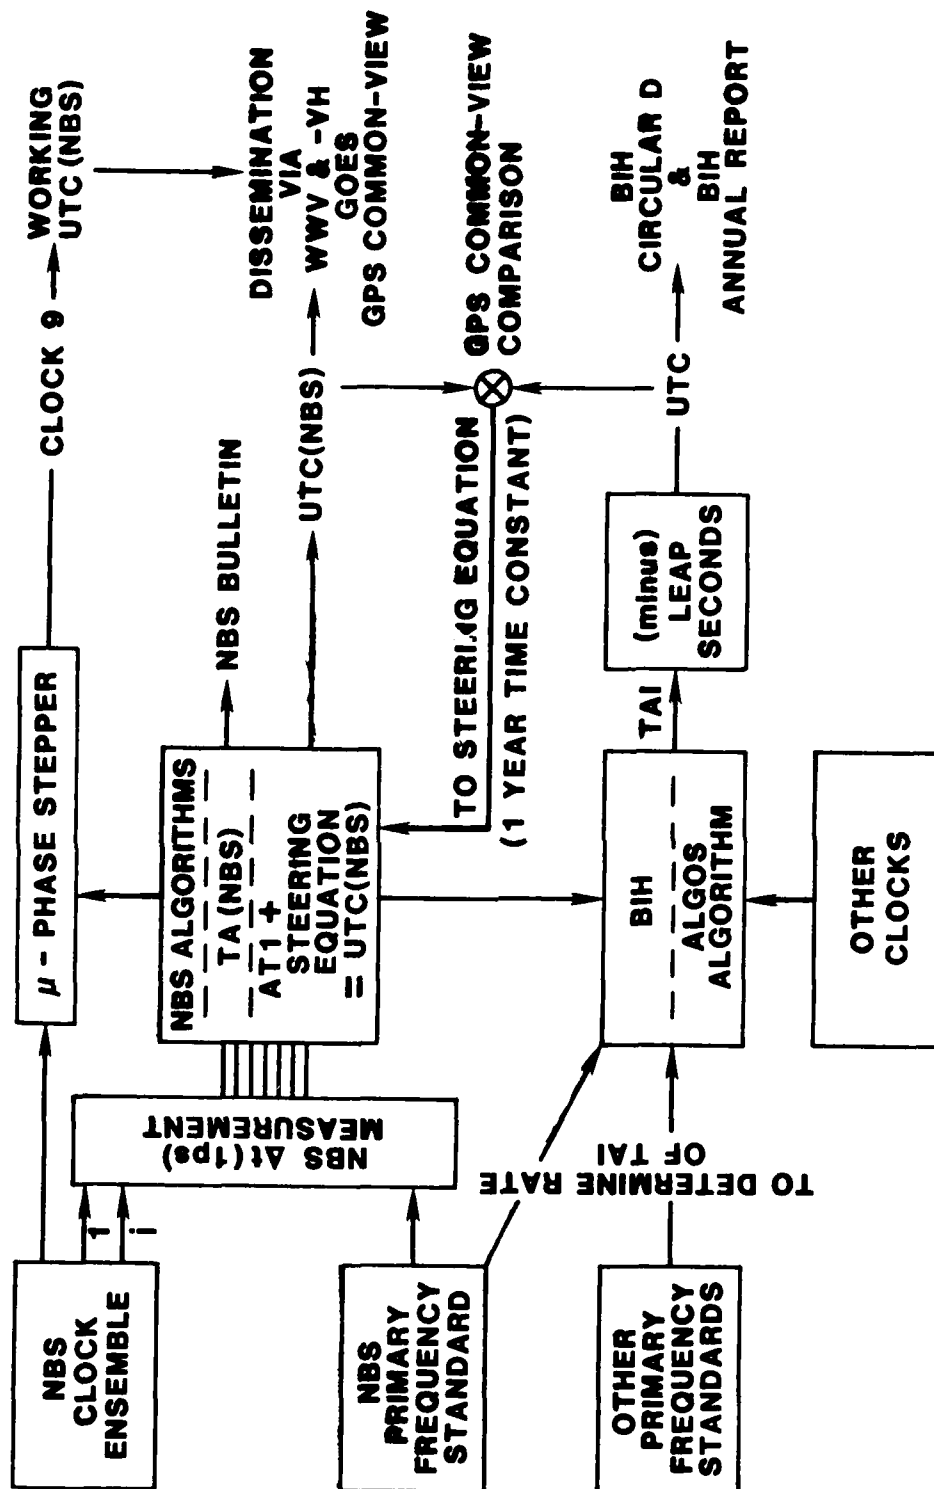 NBS
CLOCK
ENSEMBLE
1
i
NBS Δt(1ps)
MEASUREMENT
μ-PHASE STEPPER
CLOCK 9
WORKING
UTC(NBS)
NBS ALGORITHMS
TA(NBS)
AT1 +
STEERING
EQUATION
= UTC(NBS)
NBS BULLETIN
UTC(NBS)
DISSEMINATION
VIA
WWV & -VH
GOES
GPS COMMON-VIEW
GPS COMMON-VIEW
COMPARISON
TO STEERING EQUATION
(1 YEAR TIME CONSTANT)
NBS
PRIMARY
FREQUENCY
STANDARD
TO DETERMINE RATE
OF TAI
OTHER
PRIMARY
FREQUENCY
STANDARDS
BIH
ALGOS
ALGORITHM
TAI
(minus)
LEAP
SECONDS
UTC
BIH
CIRCULAR D
&
BIH
ANNUAL REPORT
OTHER
CLOCKS